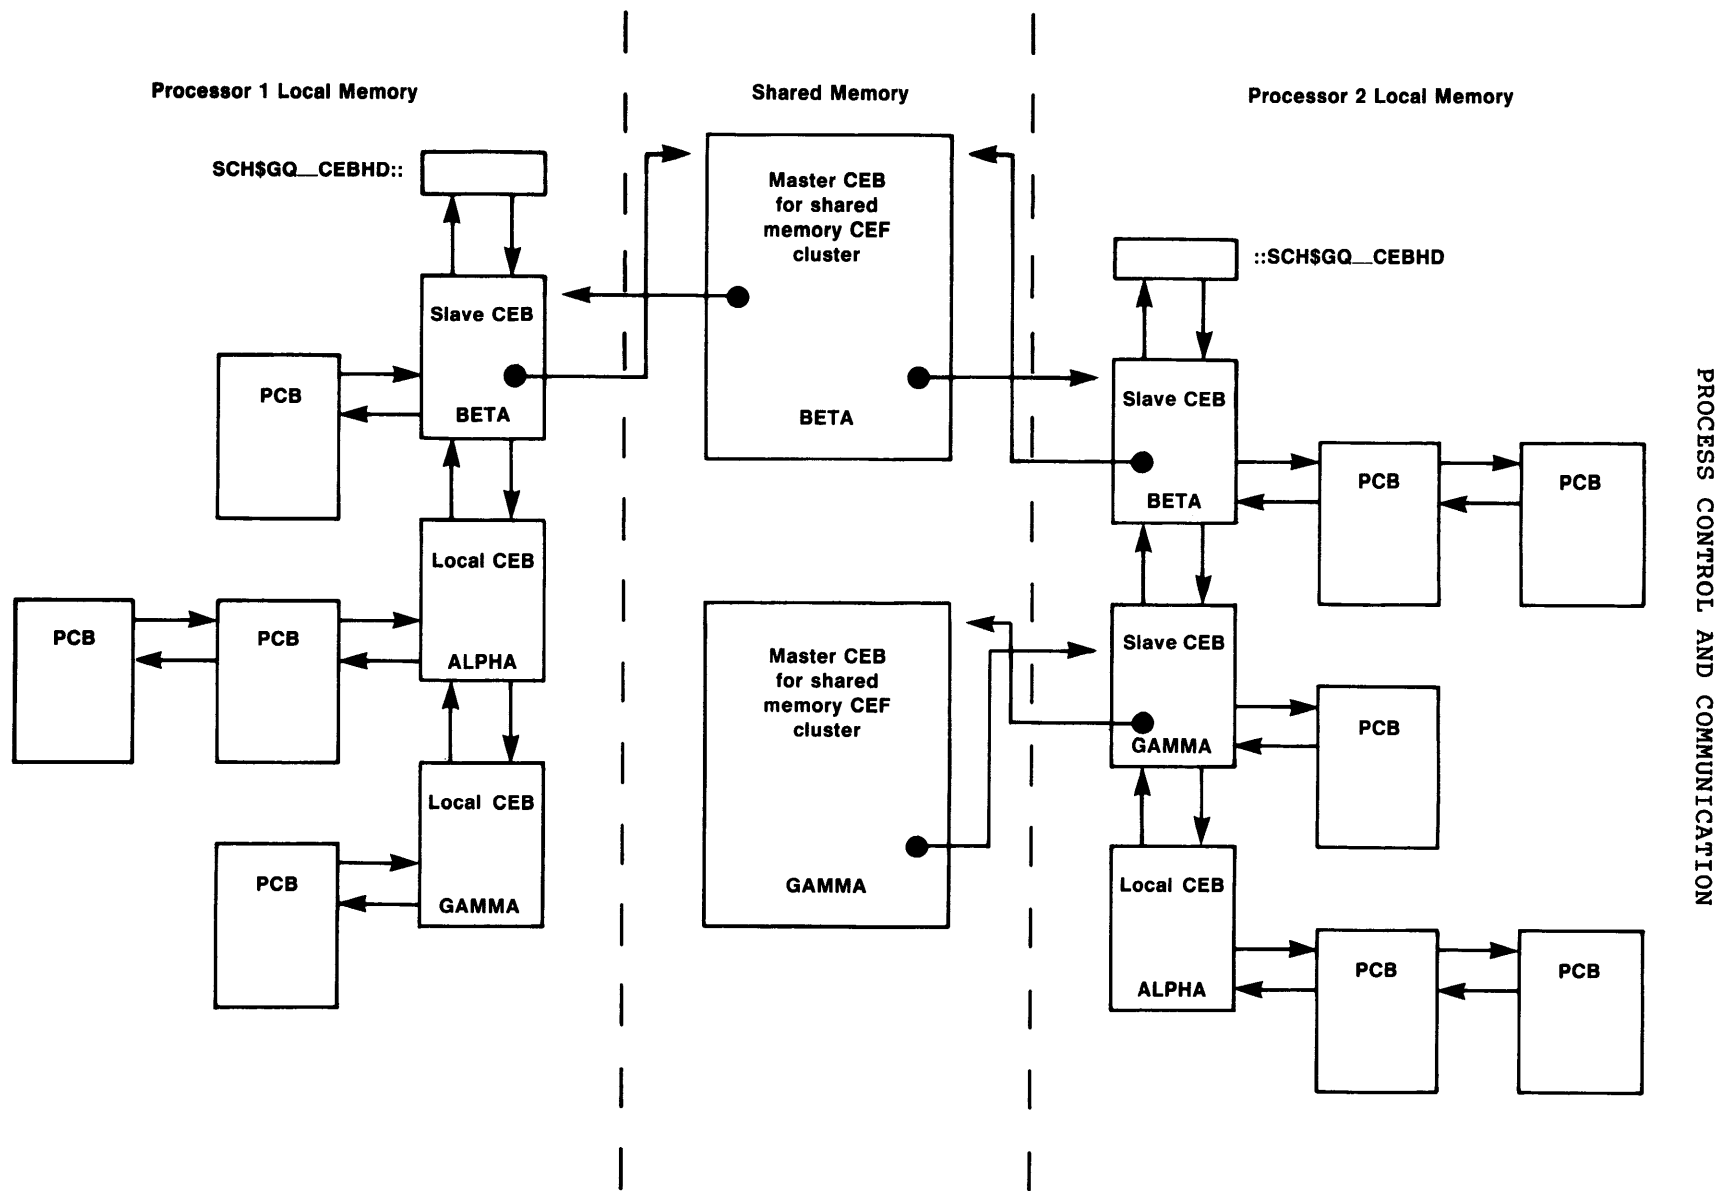 Processor 1 Local Memory
Shared Memory
Processor 2 Local Memory
SCH$GQ__CEBHD::
Master CEB
for shared
memory CEF
cluster
BETA
::SCH$GQ__CEBHD
Slave CEB
BETA
PCB
Slave CEB
BETA
PCB
PCB
Local CEB
ALPHA
PCB
PCB
Master CEB
for shared
memory CEF
cluster
GAMMA
Slave CEB
GAMMA
PCB
Local CEB
GAMMA
PCB
Local CEB
ALPHA
PCB
PCB
PROCESS CONTROL AND COMMUNICATION